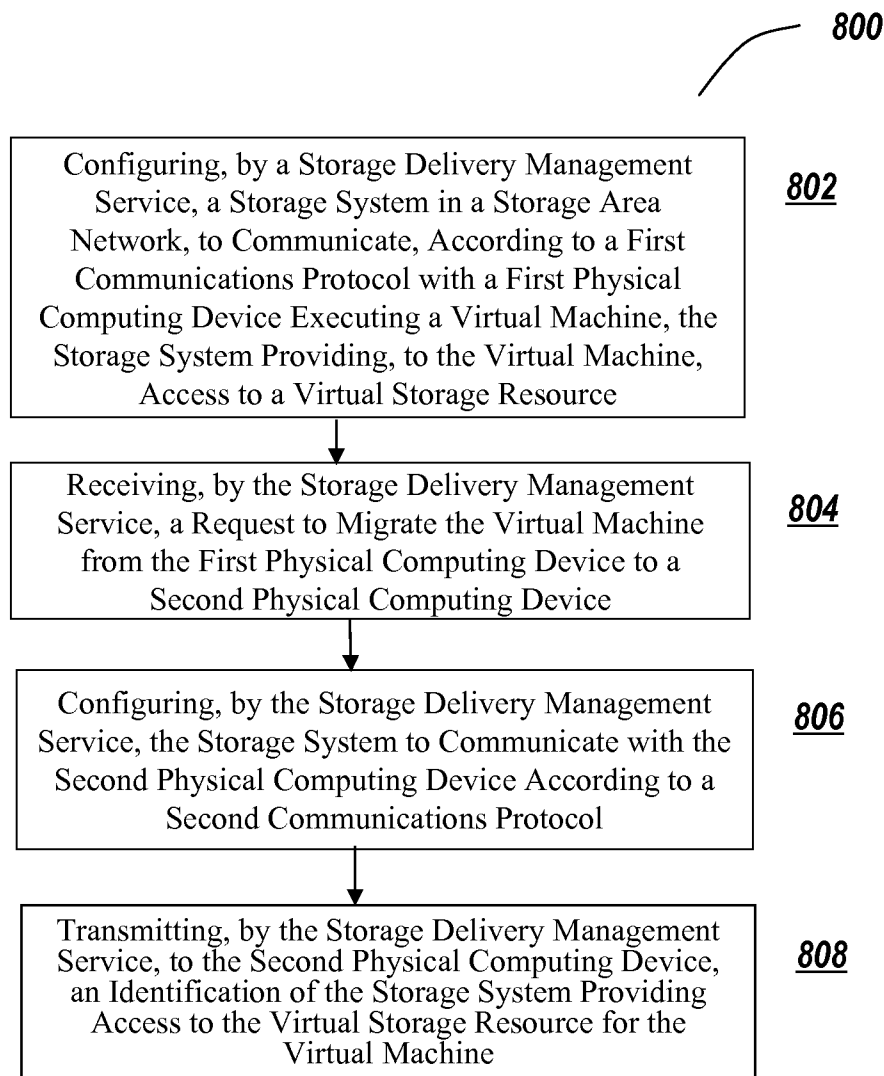 800
Configuring, by a Storage Delivery Management
Service, a Storage System in a Storage Area
Network, to Communicate, According to a First
Communications Protocol with a First Physical
Computing Device Executing a Virtual Machine, the
Storage System Providing, to the Virtual Machine,
Access to a Virtual Storage Resource
802
Receiving, by the Storage Delivery Management
Service, a Request to Migrate the Virtual Machine
from the First Physical Computing Device to a
Second Physical Computing Device
804
Configuring, by the Storage Delivery Management
Service, the Storage System to Communicate with the
Second Physical Computing Device According to a
Second Communications Protocol
806
Transmitting, by the Storage Delivery Management
Service, to the Second Physical Computing Device,
an Identification of the Storage System Providing
Access to the Virtual Storage Resource for the
Virtual Machine
808